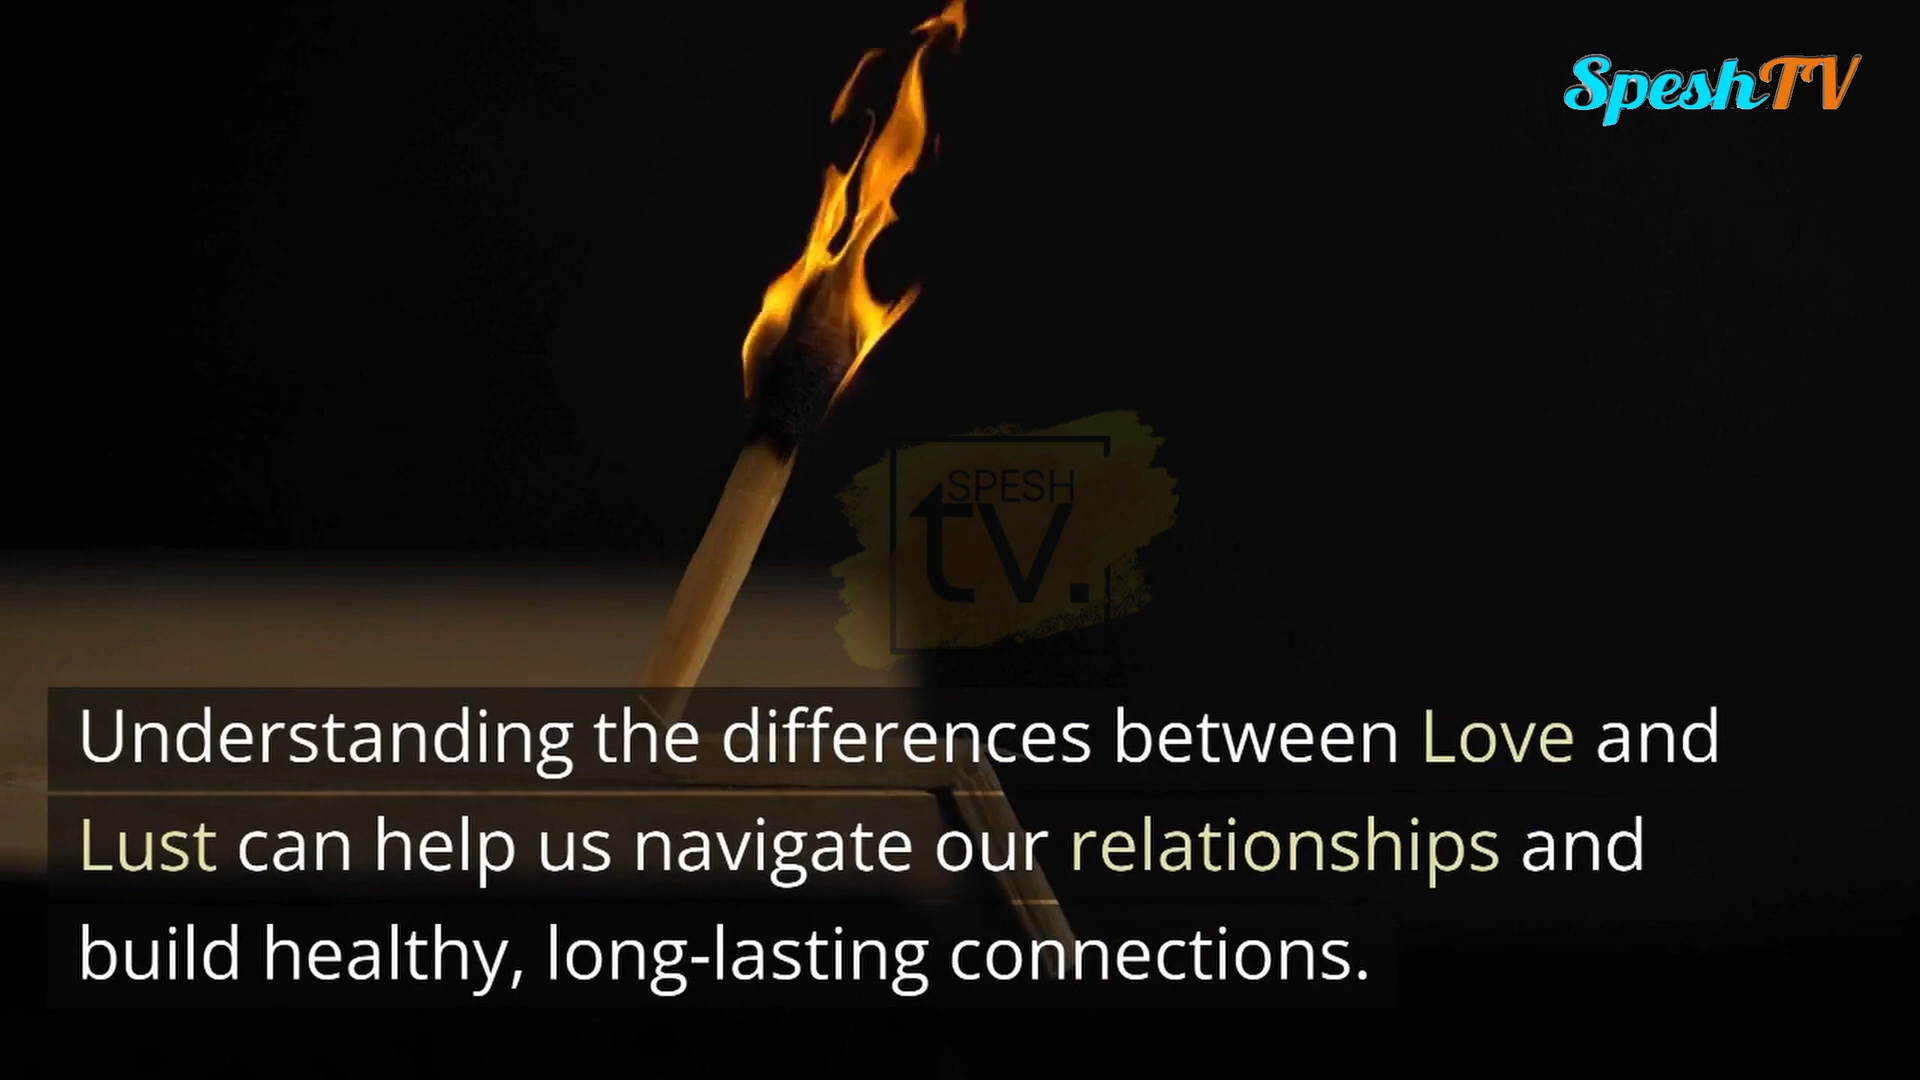 SpeshTV
SPESH
tv.
Understanding the differences between Love and
Lust can help us navigate our relationships and
build healthy, long-lasting connections.